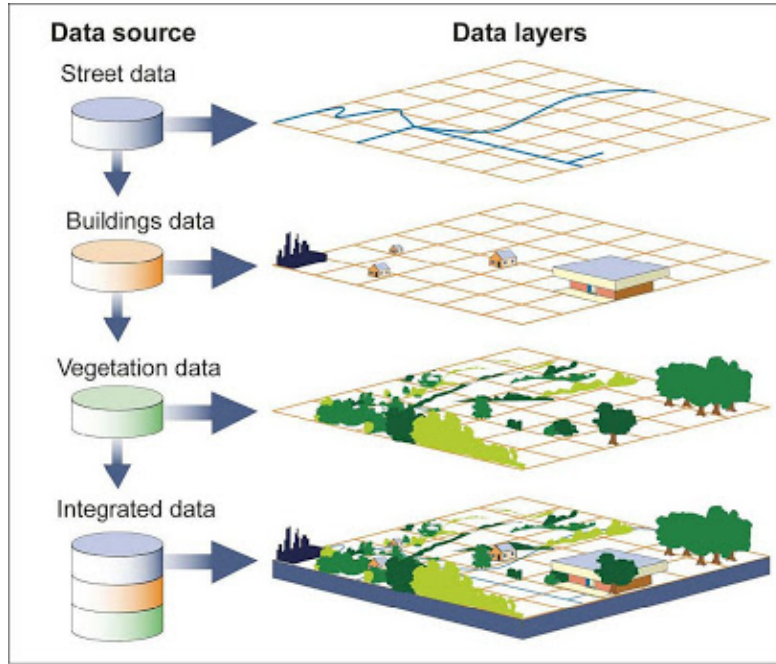 Data source
Data layers
Street data
Buildings data
Vegetation data
Integrated data